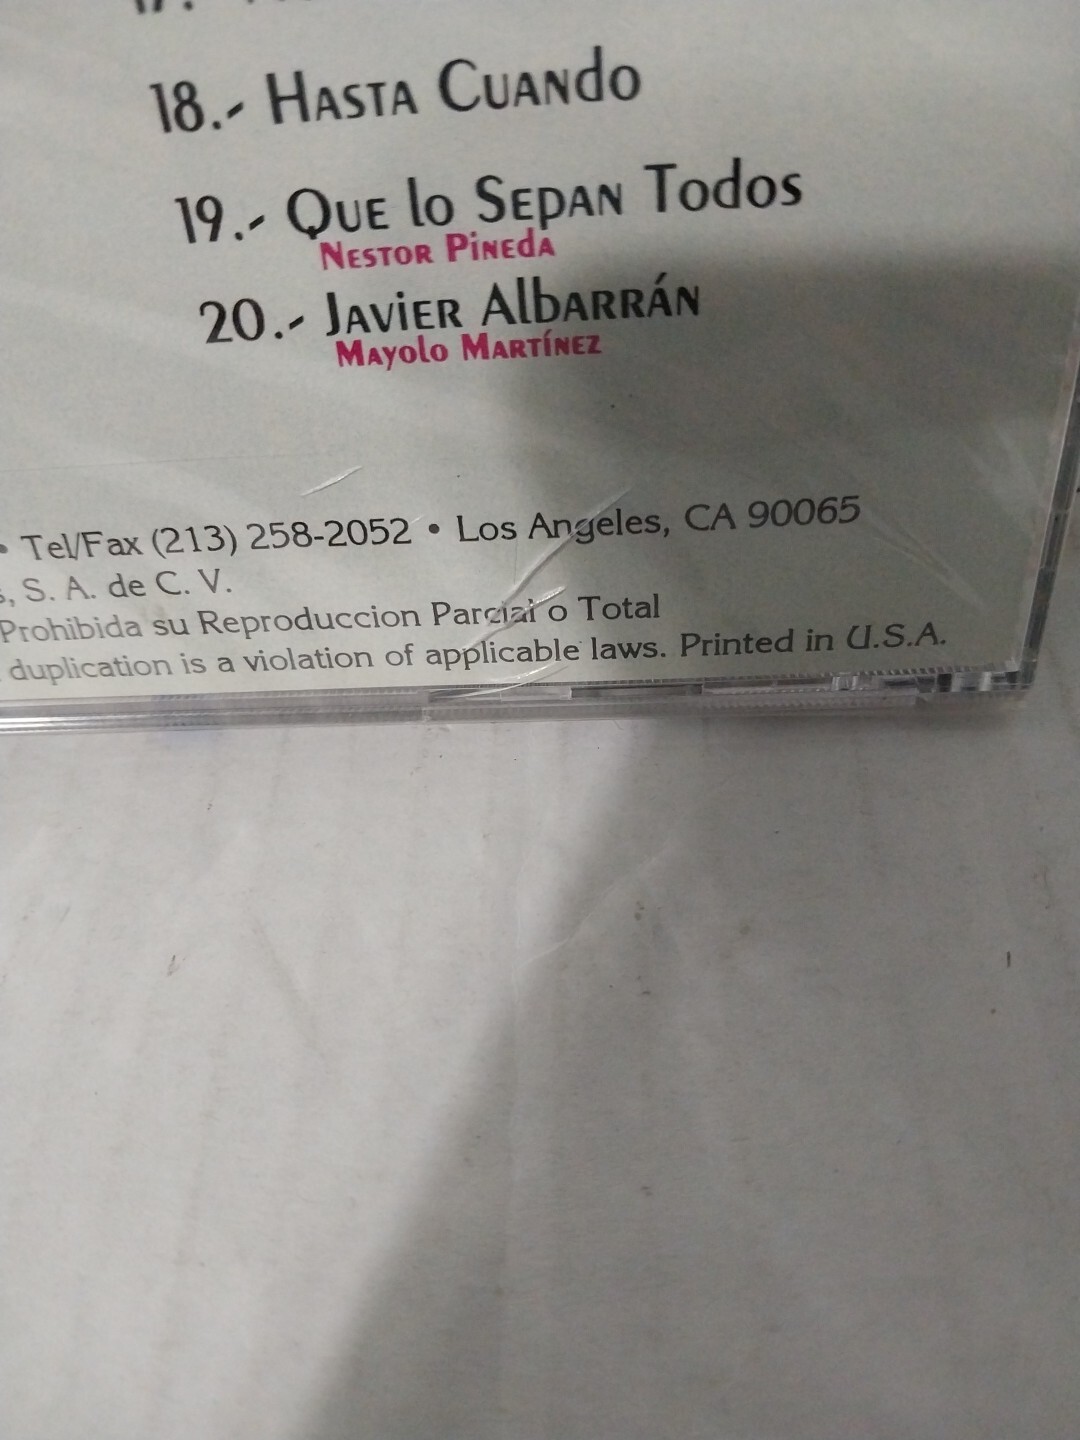 17.
18.- Hasta Cuando
19.- Que lo Sepan Todos
Nestor Pineda
20.- Javier Albarrán
Mayolo Martínez
• Tel/Fax (213) 258-2052 • Los Angeles, CA 90065
, S. A. de C. V.
Prohibida su Reproduccion Parcial o Total
duplication is a violation of applicable laws. Printed in U.S.A.